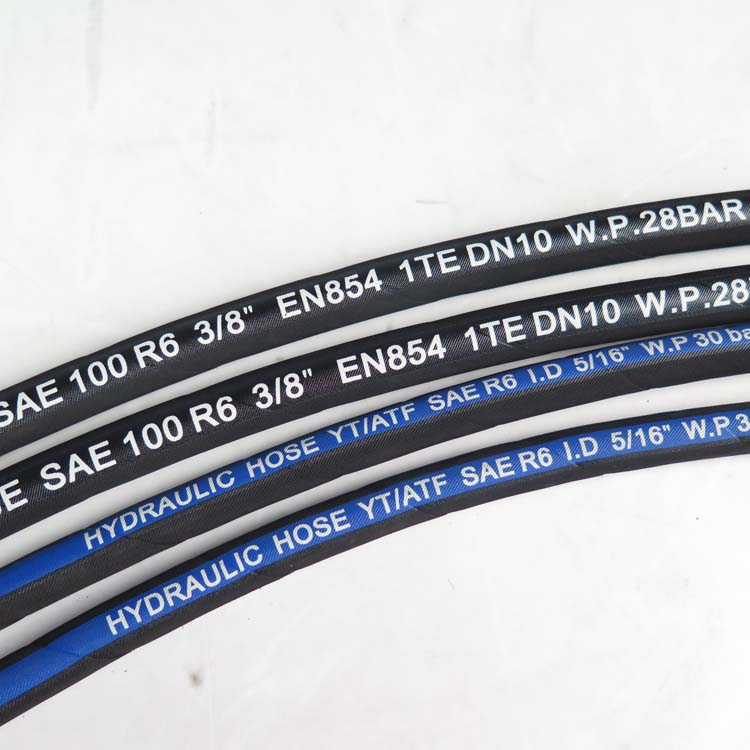 SAE 100 R6 3/8" EN854 1TE DN10 W.P.28BAR
SAE 100 R6 3/8" EN854 1TE DN10 W.P.28
HYDRAULIC HOSE YT/ATF SAE R6 I.D 5/16" W.P 30 ba
HYDRAULIC HOSE YT/ATF SAE R6 I.D 5/16" W.P 3